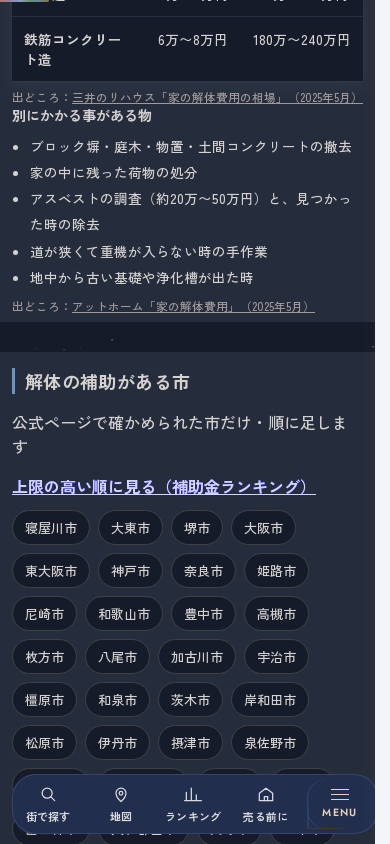 鉄筋コンクリー
ト造
6万〜8万円
180万〜240万円
出どころ：三井のリハウス「家の解体費用の相場」（2025年5月）
別にかかる事がある物
ブロック塀・庭木・物置・土間コンクリートの撤去
家の中に残った荷物の処分
アスベストの調査（約20万〜50万円）と、見つかっ
た時の除去
道が狭くて重機が入らない時の手作業
地中から古い基礎や浄化槽が出た時
出どころ：アットホーム「家の解体費用」（2025年5月）
解体の補助がある市
公式ページで確かめられた市だけ・順に足しま
す
上限の高い順に見る（補助金ランキング）
寝屋川市 大東市 堺市 大阪市
東大阪市 神戸市 奈良市 姫路市
尼崎市 和歌山市 豊中市 高槻市
枚方市 八尾市 加古川市 宇治市
橿原市 和泉市 茨木市 岸和田市
松原市 伊丹市 摂津市 泉佐野市
街で探す 地図 ランキング 売る前に MENU